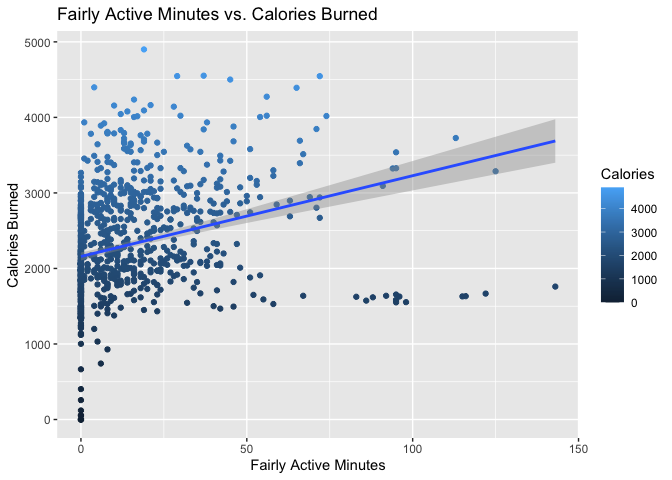 Fairly Active Minutes vs. Calories Burned
5000
4000
3000
2000
1000
0
Calories Burned
0 50 100 150
Fairly Active Minutes
Calories
4000
3000
2000
1000
0